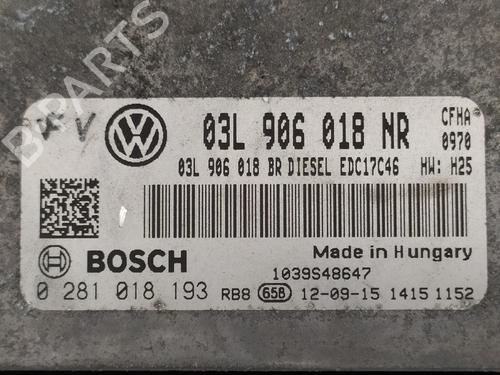 V
03L 906 018 NR
CFHA
0970
03L 906 018 BR DIESEL EDC17C46
HW: H25
BOSCH
Made in Hungary
1039S48647
0 281 018 193 RB8 65B 12-09-15 1415 1152